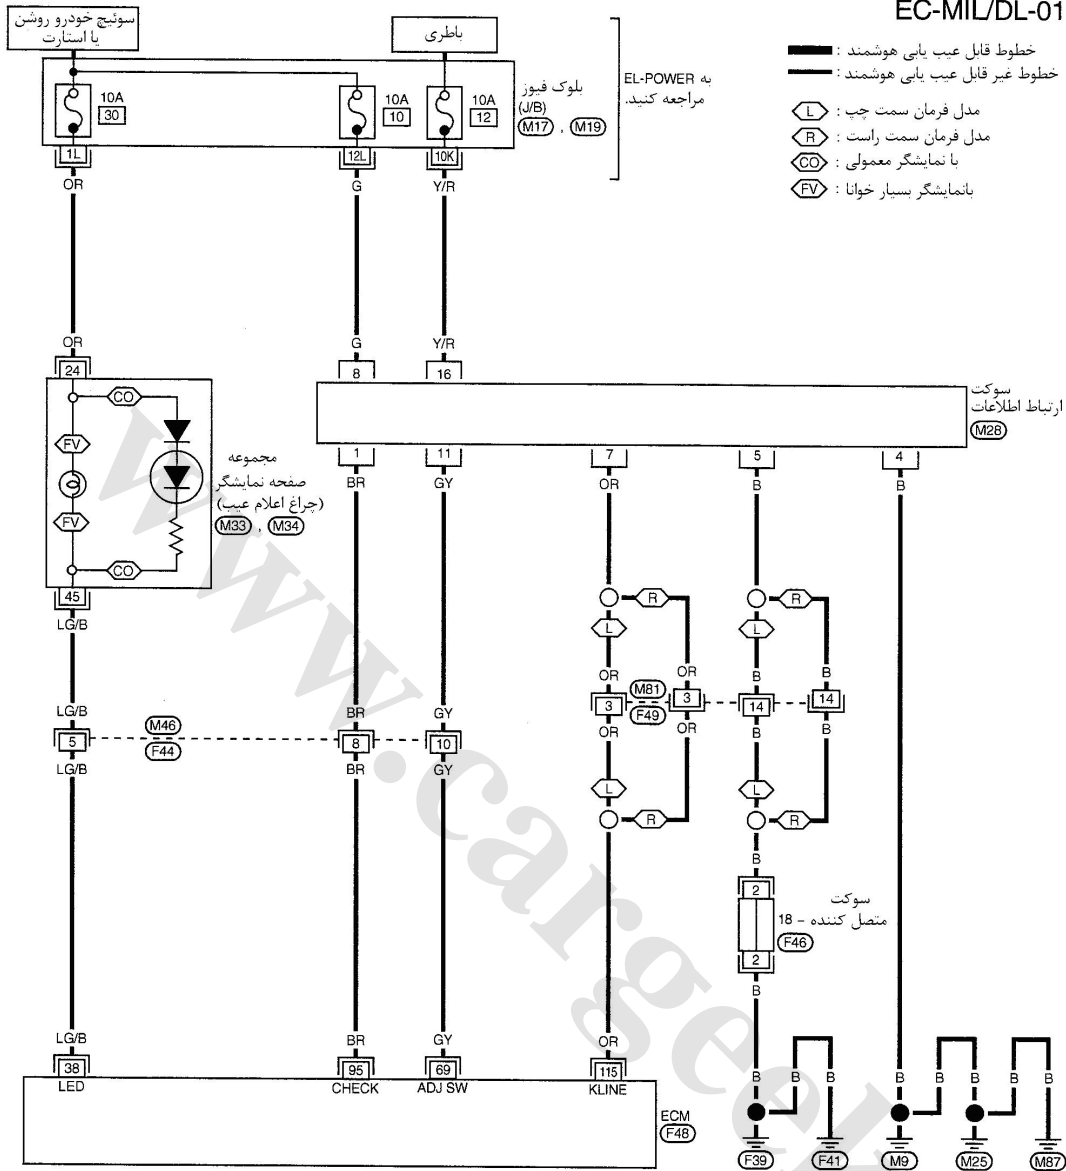 EC-MIL/DL-01
سوئیچ خودرو روشن
یا استارت
باطری
خطوط قابل عیب یابی هوشمند :
خطوط غیر قابل عیب یابی هوشمند :
به EL-POWER
مراجعه کنید.
10A
30
10A
10
10A
12
بلوک فیوز
(J/B)
M17 , M19
L مدل فرمان سمت چپ :
R مدل فرمان سمت راست :
CO با نمایشگر معمولی :
FV بانمایشگر بسیار خوانا :
1L 12L 10K
OR G Y/R
OR G Y/R
24 8 16
سوکت
ارتباط اطلاعات
M28
CO
FV
FV
CO
مجموعه
صفحه نمایشگر
(چراغ اعلام عیب)
M33 , M34
1 11 7 5 4
BR GY OR B B
45
LG/B
R R
L L
OR OR B B
LG/B BR GY
M81
3 3 14 14
F49
M46
5 8 10
F44
OR OR B B
LG/B BR GY
L L
R R
B
2
سوکت
متصل کننده - 18
F46
2
B
LG/B BR GY OR
38 95 69 115
LED CHECK ADJ SW KLINE
ECM
F48
B B B B B B B B
F39 F41 M9 M25 M87
www.cargeek